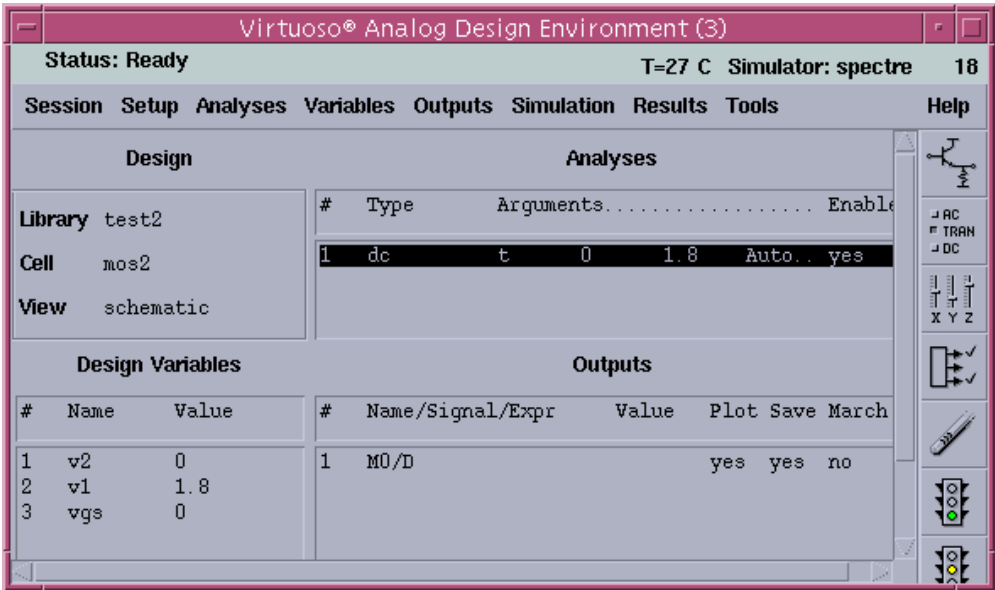 Virtuoso® Analog Design Environment (3)
Status: Ready T=27 C Simulator: spectre 18
Session Setup Analyses Variables Outputs Simulation Results Tools Help
Design
Library test2
Cell mos2
View schematic
Analyses
# Type Arguments................... Enable
1 dc t 0 1.8 Auto.. yes
Design Variables
# Name Value
1 v2 0
2 v1 1.8
3 vgs 0
Outputs
# Name/Signal/Expr Value Plot Save March
1 M0/D yes yes no
AC
TRAN
DC
X Y Z